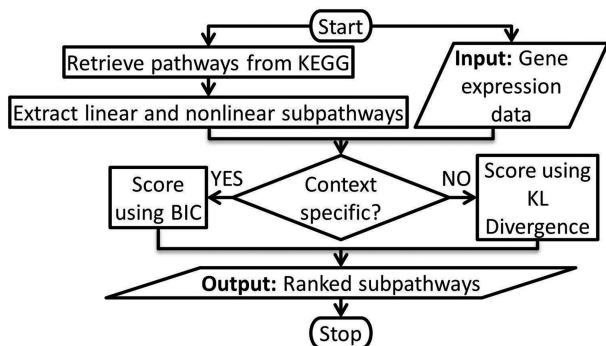 Start
Retrieve pathways from KEGG
Input: Gene
expression
data
Extract linear and nonlinear subpathways
YES
NO
Score
using BIC
Context
specific?
Score using
KL
Divergence
Output: Ranked subpathways
Stop